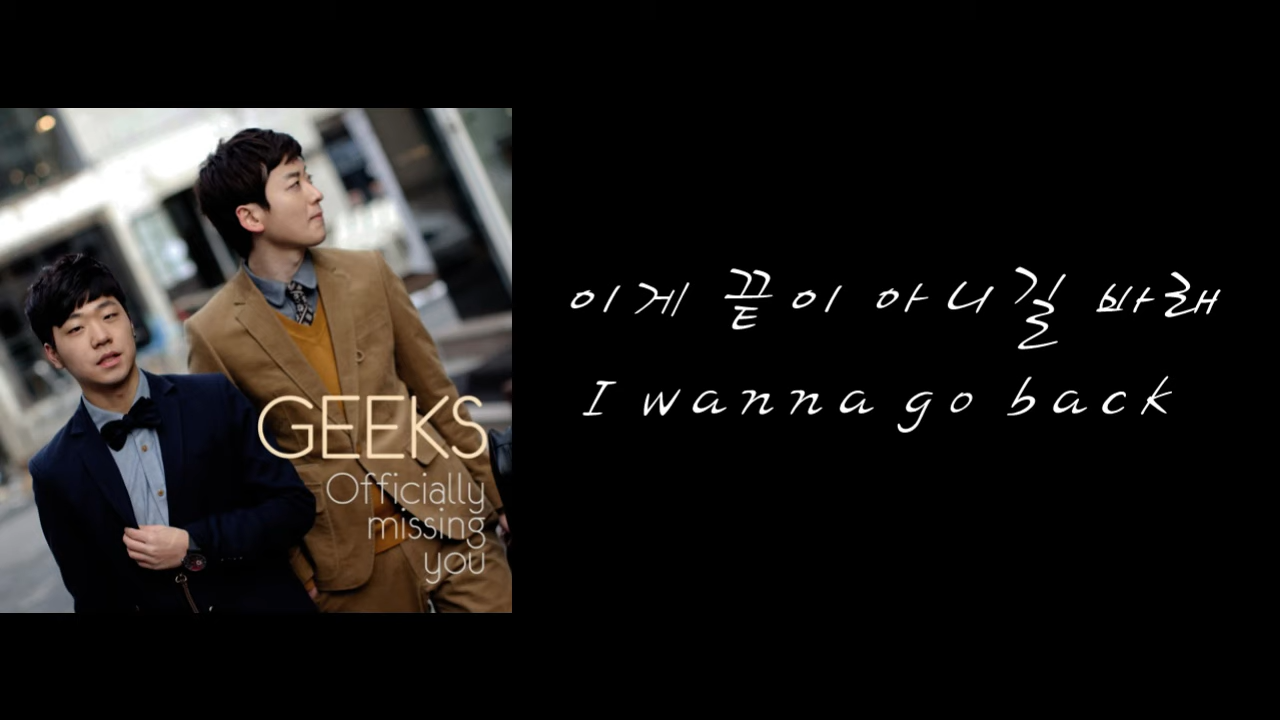 GEEKS
Officially
missing
you
이게 끝이 아니길 바래
I wanna go back